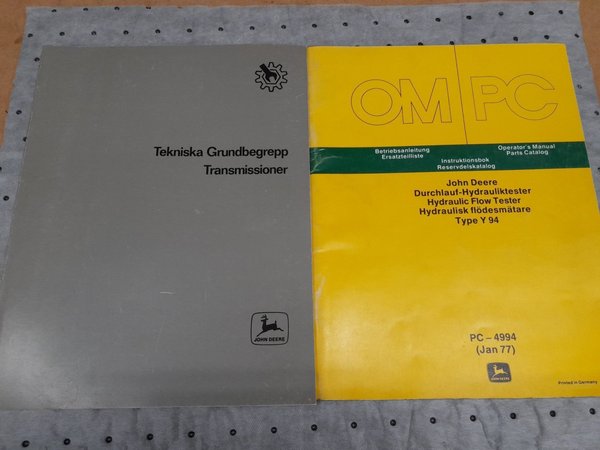 Tekniska Grundbegrepp
Transmissioner
JOHN DEERE
OM PC
Betriebsanleitung
Ersatzteilliste
Operator's Manual
Parts Catalog
Instruktionsbok
Reservdelskatalog
John Deere
Durchlauf-Hydrauliktester
Hydraulic Flow Tester
Hydraulisk flödesmätare
Type Y 94
PC – 4994
(Jan 77)
JOHN DEERE
Printed in Germany